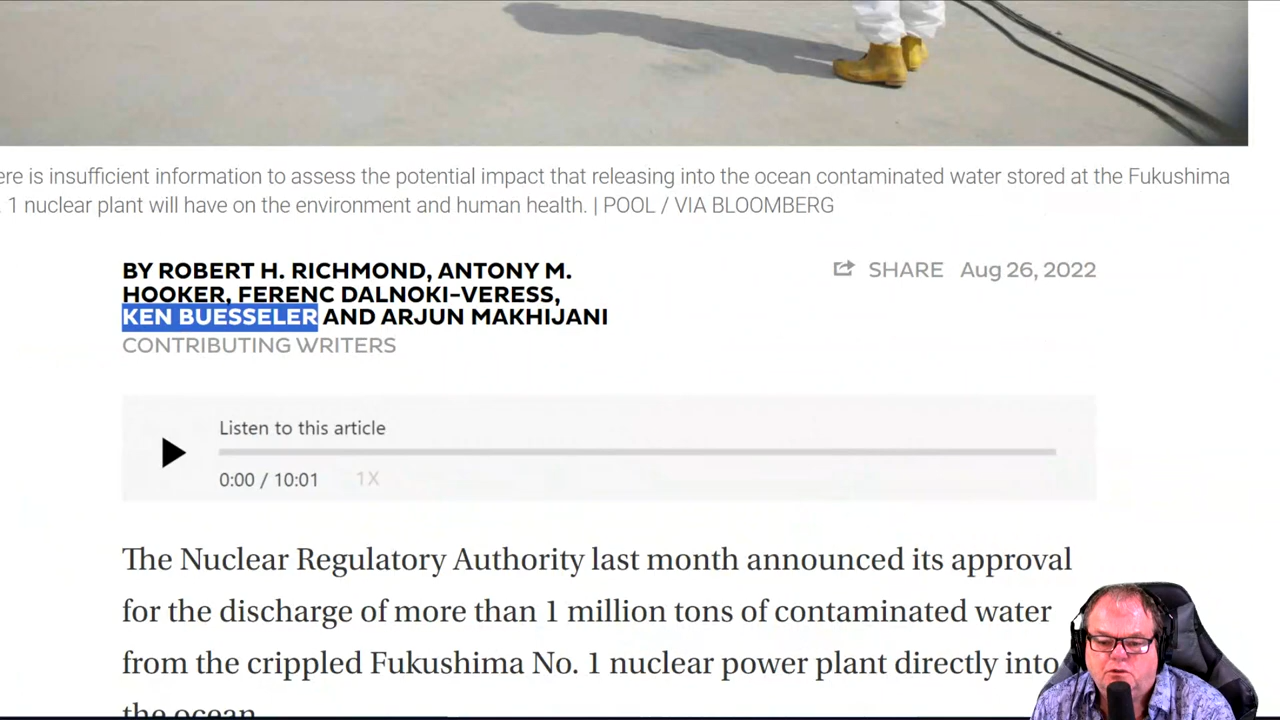 ere is insufficient information to assess the potential impact that releasing into the ocean contaminated water stored at the Fukushima
. 1 nuclear plant will have on the environment and human health. | POOL / VIA BLOOMBERG
BY ROBERT H. RICHMOND, ANTONY M.
HOOKER, FERENC DALNOKI-VERESS,
KEN BUESSELER AND ARJUN MAKHIJANI
CONTRIBUTING WRITERS
SHARE Aug 26, 2022
Listen to this article
0:00 / 10:01 1X
The Nuclear Regulatory Authority last month announced its approval
for the discharge of more than 1 million tons of contaminated water
from the crippled Fukushima No. 1 nuclear power plant directly into
the ocean